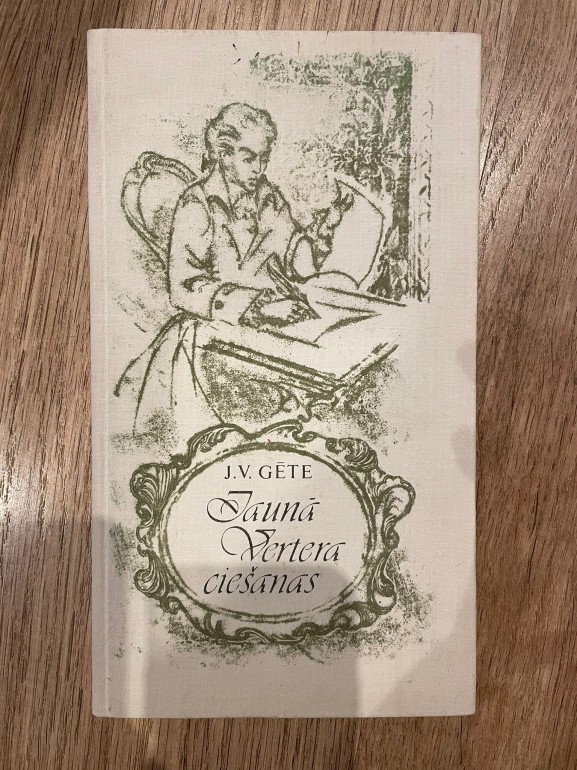 J.V. GĒTE
Jaunā
Vertera
ciešanas